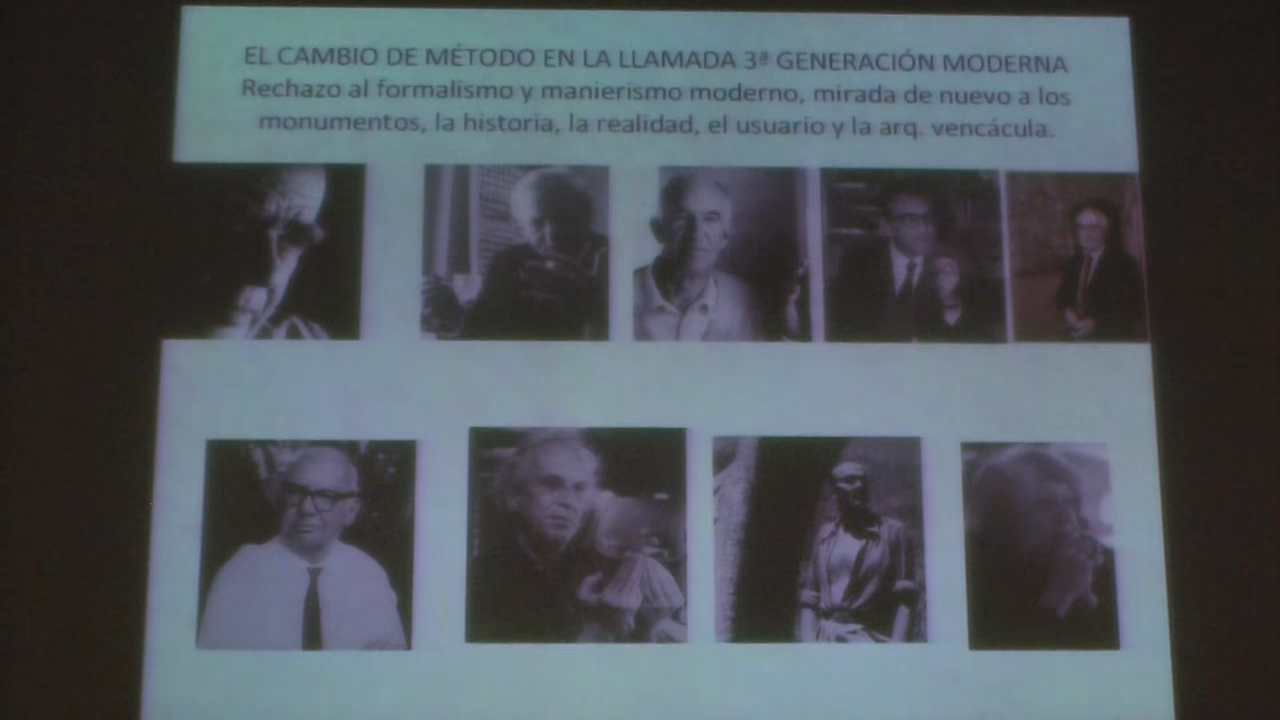 EL CAMBIO DE MÉTODO EN LA LLAMADA 3ª GENERACIÓN MODERNA
Rechazo al formalismo y manierismo moderno, mirada de nuevo a los
monumentos, la historia, la realidad, el usuario y la arq. vencácula.